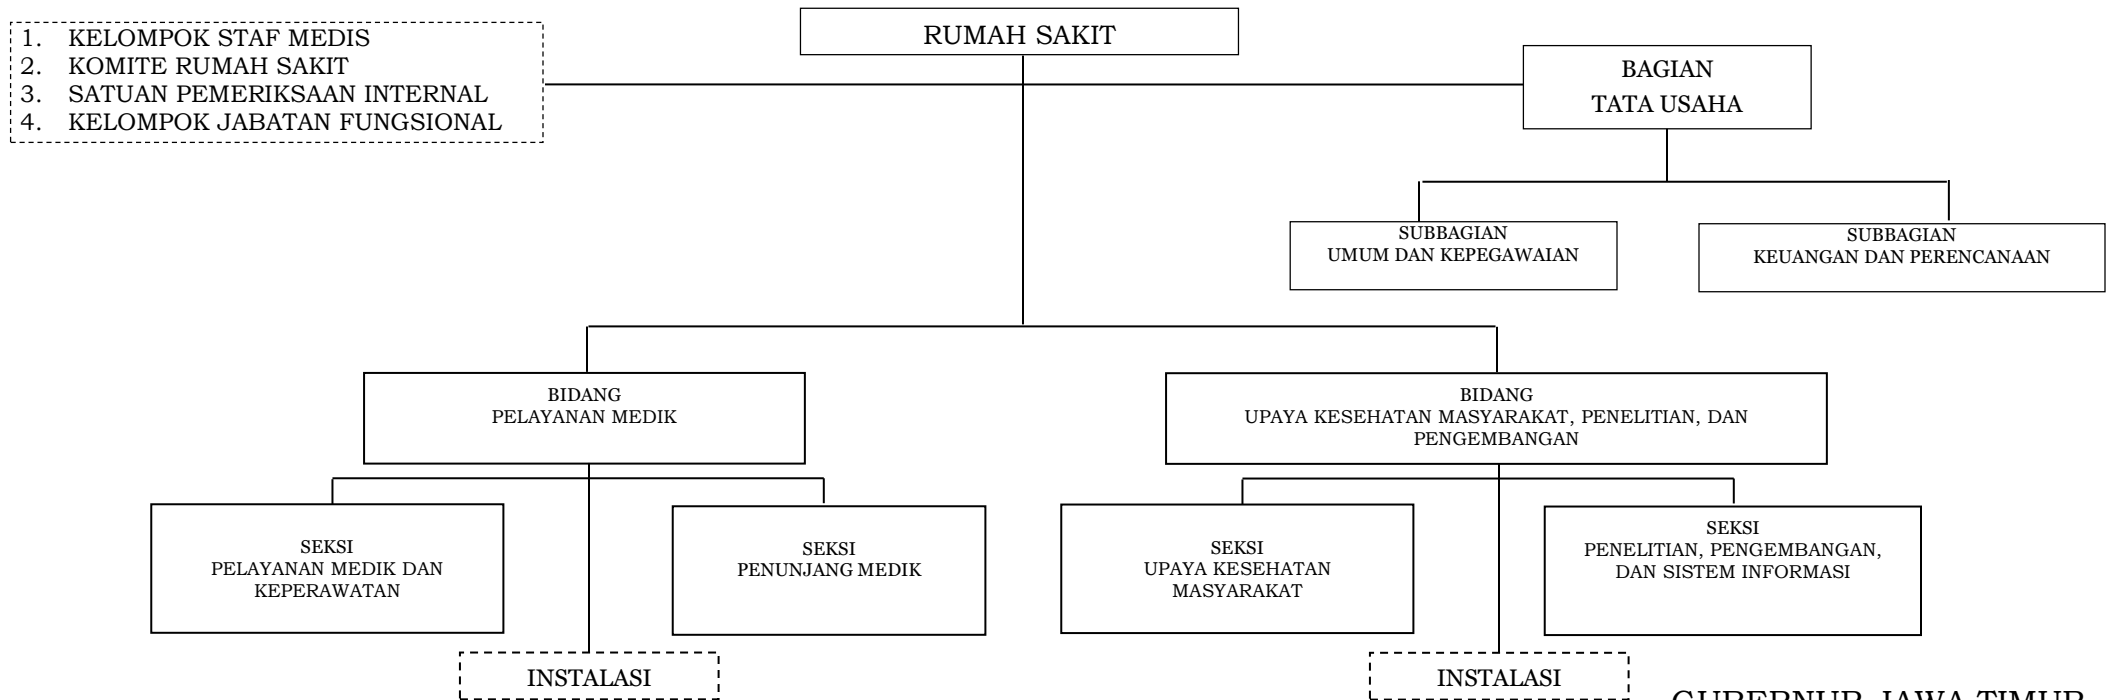 RUMAH SAKIT
1. KELOMPOK STAF MEDIS
2. KOMITE RUMAH SAKIT
3. SATUAN PEMERIKSAAN INTERNAL
4. KELOMPOK JABATAN FUNGSIONAL
BAGIAN
TATA USAHA
SUBBAGIAN
UMUM DAN KEPEGAWAIAN
SUBBAGIAN
KEUANGAN DAN PERENCANAAN
BIDANG
PELAYANAN MEDIK
BIDANG
UPAYA KESEHATAN MASYARAKAT, PENELITIAN, DAN
PENGEMBANGAN
SEKSI
PELAYANAN MEDIK DAN
KEPERAWATAN
SEKSI
PENUNJANG MEDIK
SEKSI
UPAYA KESEHATAN
MASYARAKAT
SEKSI
PENELITIAN, PENGEMBANGAN,
DAN SISTEM INFORMASI
INSTALASI
INSTALASI
GUBERNUR JAWA TIMUR